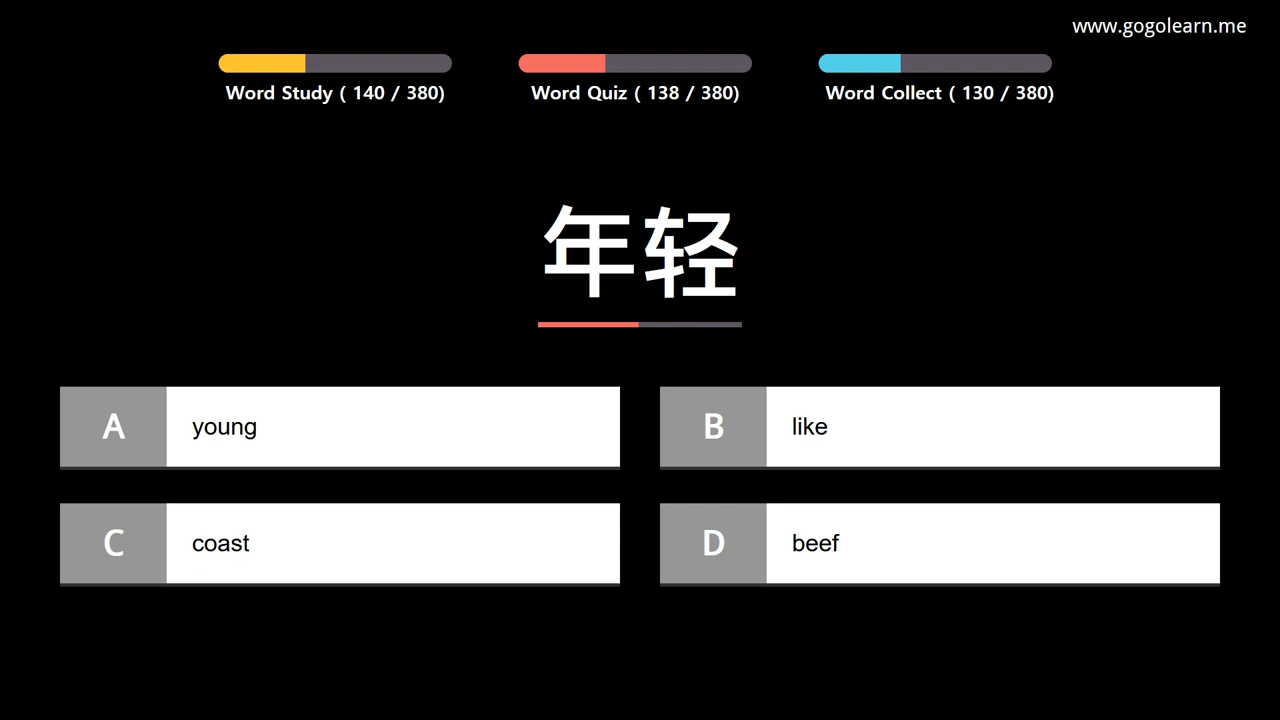 www.gogolearn.me
Word Study ( 140 / 380)
Word Quiz ( 138 / 380)
Word Collect ( 130 / 380)
年轻
A young
B like
C coast
D beef